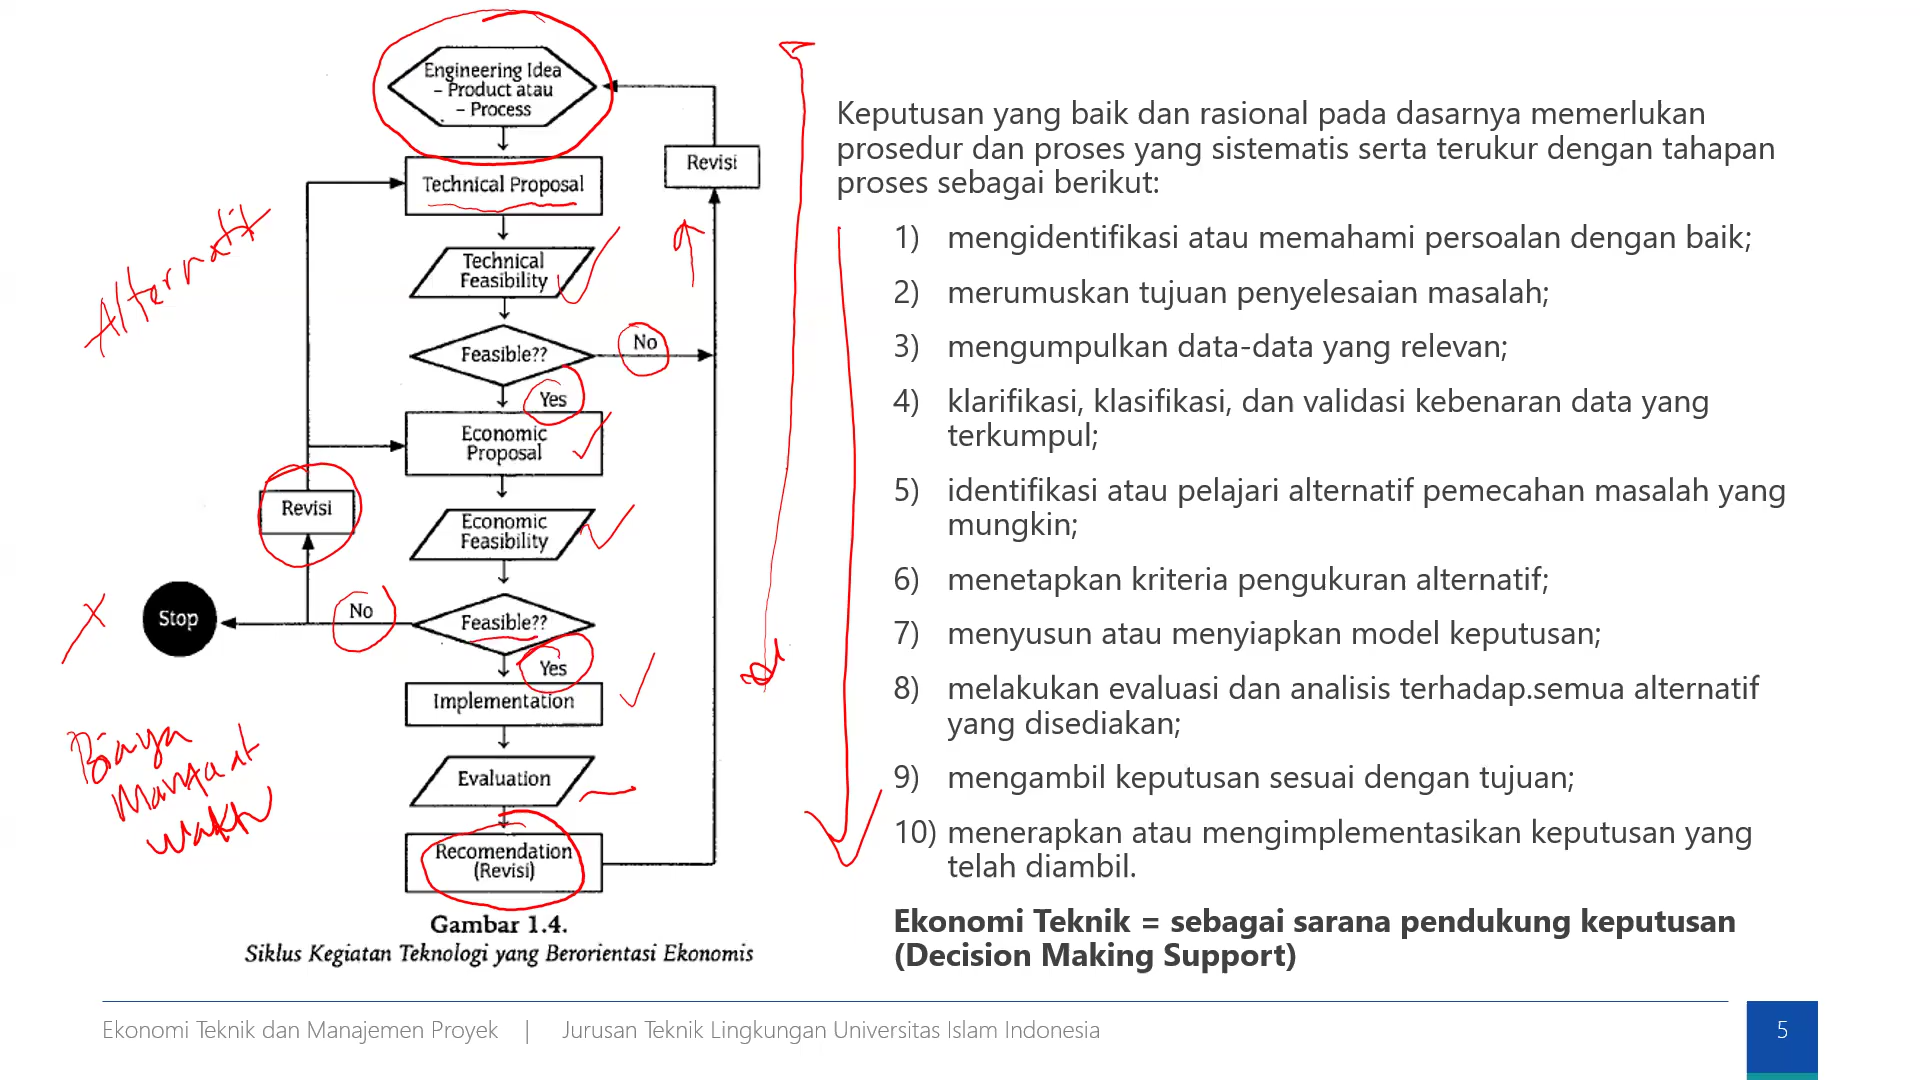 Engineering Idea
– Product atau
– Process
Revisi
Technical Proposal
Alternatif
Technical
Feasibility
Feasible??
No
Yes
Economic
Proposal
Revisi
Economic
Feasibility
Stop
No
Feasible??
Yes
Implementation
Biaya
Manfaat
Waktu
Evaluation
Recomendation
(Revisi)
Gambar 1.4.
Siklus Kegiatan Teknologi yang Berorientasi Ekonomis
Keputusan yang baik dan rasional pada dasarnya memerlukan
prosedur dan proses yang sistematis serta terukur dengan tahapan
proses sebagai berikut:
1) mengidentifikasi atau memahami persoalan dengan baik;
2) merumuskan tujuan penyelesaian masalah;
3) mengumpulkan data-data yang relevan;
4) klarifikasi, klasifikasi, dan validasi kebenaran data yang
terkumpul;
5) identifikasi atau pelajari alternatif pemecahan masalah yang
mungkin;
6) menetapkan kriteria pengukuran alternatif;
7) menyusun atau menyiapkan model keputusan;
8) melakukan evaluasi dan analisis terhadap.semua alternatif
yang disediakan;
9) mengambil keputusan sesuai dengan tujuan;
10) menerapkan atau mengimplementasikan keputusan yang
telah diambil.
Ekonomi Teknik = sebagai sarana pendukung keputusan
(Decision Making Support)
Ekonomi Teknik dan Manajemen Proyek | Jurusan Teknik Lingkungan Universitas Islam Indonesia
5